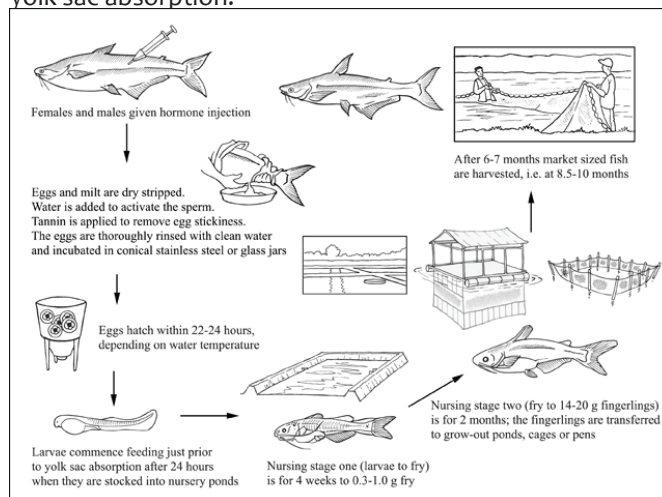 yolk sac absorption.
Females and males given hormone injection
Eggs and milt are dry stripped.
Water is added to activate the sperm.
Tannin is applied to remove egg stickiness.
The eggs are thoroughly rinsed with clean water
and incubated in conical stainless steel or glass jars
Eggs hatch within 22-24 hours,
depending on water temperature
Larvae commence feeding just prior
to yolk sac absorption after 24 hours
when they are stocked into nursery ponds
Nursing stage one (larvae to fry)
is for 4 weeks to 0.3-1.0 g fry
Nursing stage two (fry to 14-20 g fingerlings)
is for 2 months; the fingerlings are transferred
to grow-out ponds, cages or pens
After 6-7 months market sized fish
are harvested, i.e. at 8.5-10 months